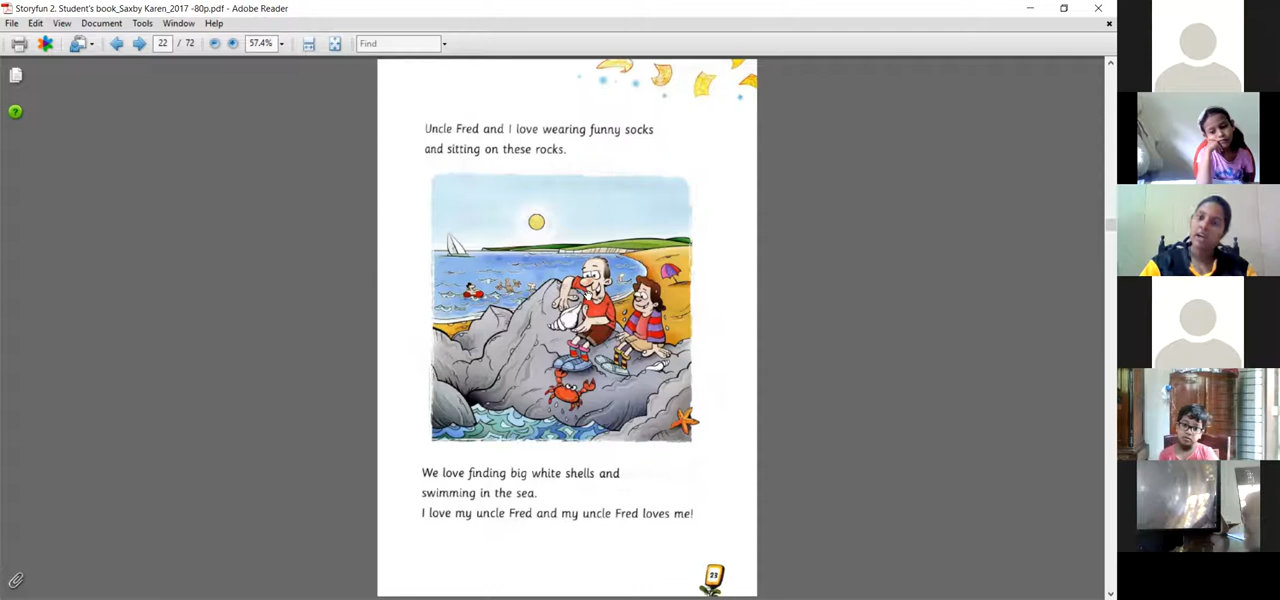 Storyfun 2. Student's book_Saxby Karen_2017 -80p.pdf - Adobe Reader
File Edit View Document Tools Window Help
22 / 72 57.4% Find
Uncle Fred and I love wearing funny socks
and sitting on these rocks.
We love finding big white shells and
swimming in the sea.
I love my uncle Fred and my uncle Fred loves me!
23